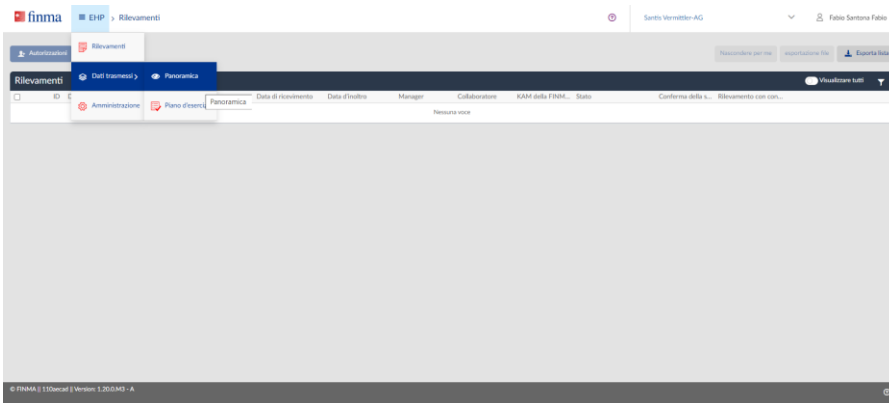 finma
EHP > Rilevamenti
Santis Vermittler-AG
Fabio Santana Fabio
Autorizzazioni
Rilevamenti
Nascondere per me
esportazione file
Esporta lista
Rilevamenti
Dati trasmessi >
Panoramica
Visualizzare tutti
ID
Amministrazione
Piano d'eserci
Panoramica
Data di ricevimento
Data d'inoltro
Manager
Collaboratore
KAM della FINM...
Stato
Conferma della s...
Rilevamento con con...
Nessuna voce
© FINMA || 110aecad || Version: 1.20.0.M3 - A